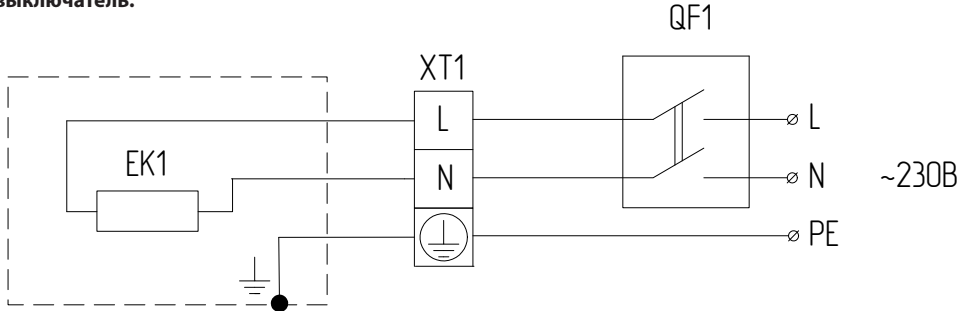 выключатель.
QF1
XT1
L
L
EK1
N
N
~230В
PE